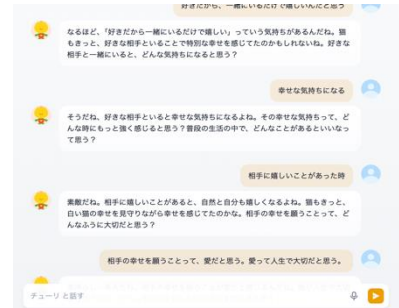 好きだから、一緒にいるだけで嬉しいんだと思う
なるほど、「好きだから一緒にいるだけで嬉しい」っていう気持ちがあるんだね。猫
もきっと、好きな相手といることで特別な幸せを感じてたのかもしれないね。好きな
相手と一緒にいると、どんな気持ちになると思う？
幸せな気持ちになる
そうだね、好きな相手といると幸せな気持ちになるよね。その幸せな気持ちって、ど
んな時にもっと強く感じると思う？普段の生活の中で、どんなことがあるといいなっ
て思う？
相手に嬉しいことがあった時
素敵だね。相手に嬉しいことがあると、自然と自分も嬉しくなるよね。猫もきっと、
白い猫の幸せを見守りながら幸せを感じてたのかな。相手の幸せを願うことって、ど
んなふうに大切だと思う？
相手の幸せを願うことって、愛だと思う。愛って人生で大切だと思う。
チューリと話す